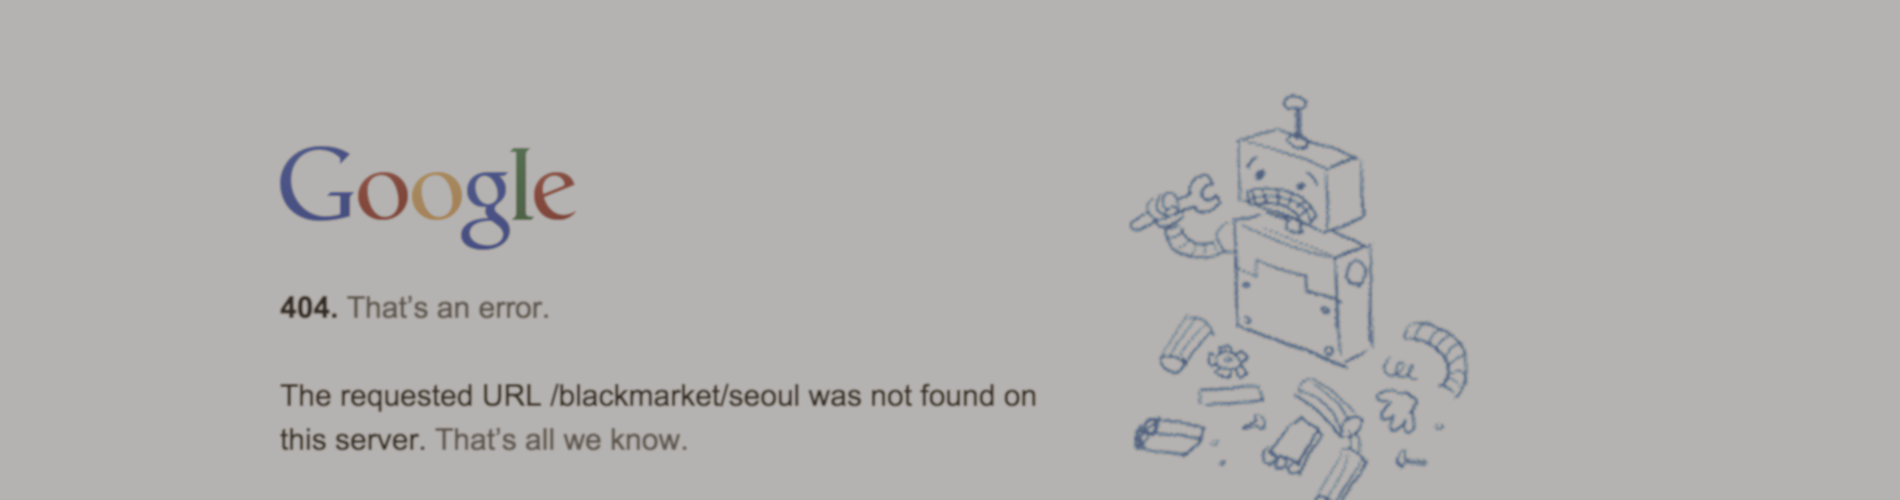 Google
404. That's an error.
The requested URL /blackmarket/seoul was not found on
this server. That's all we know.